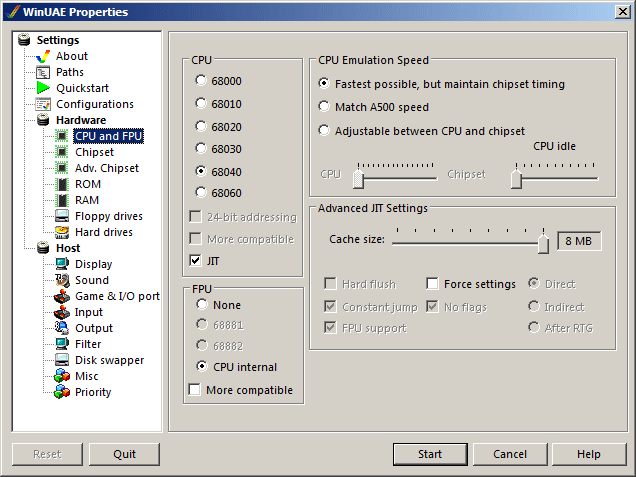 WinUAE Properties
Settings
About
Paths
Quickstart
Configurations
Hardware
CPU and FPU
Chipset
Adv. Chipset
ROM
RAM
Floppy drives
Hard drives
Host
Display
Sound
Game & I/O port
Input
Output
Filter
Disk swapper
Misc
Priority
CPU
68000
68010
68020
68030
68040
68060
24-bit addressing
More compatible
JIT
FPU
None
68881
68882
CPU internal
More compatible
CPU Emulation Speed
Fastest possible, but maintain chipset timing
Match A500 speed
Adjustable between CPU and chipset
CPU idle
CPU
Chipset
Advanced JIT Settings
Cache size:
8 MB
Hard flush
Force settings
Direct
Constant jump
No flags
Indirect
FPU support
After RTG
Reset
Quit
Start
Cancel
Help